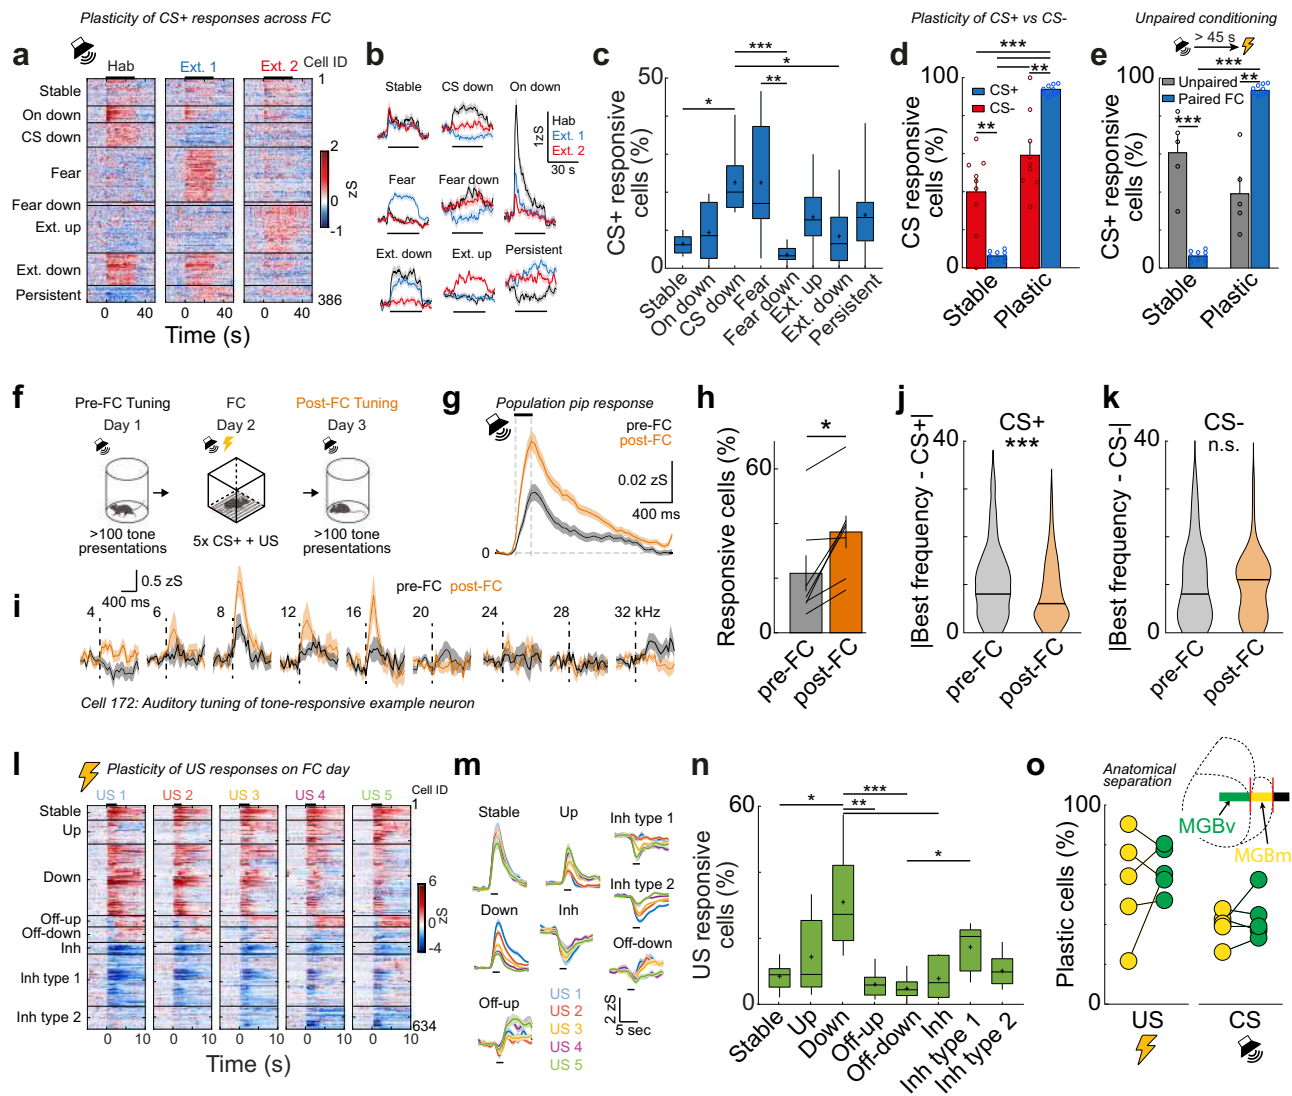 Plasticity of CS+ responses across FC
a
Hab
Ext. 1
Ext. 2
Cell ID
1
Stable
On down
CS down
Fear
Fear down
Ext. up
Ext. down
Persistent
386
0 40 0 40 0 40
Time (s)
2
zS
-1
b
Stable
CS down
On down
Hab
Ext. 1
Ext. 2
1zS
30 s
Fear
Fear down
Ext. down
Ext. up
Persistent
c
CS+ responsive cells (%)
50
0
*
***
**
*
Stable
On down
CS down
Fear
Fear down
Ext. up
Ext. down
Persistent
Plasticity of CS+ vs CS-
d
CS responsive cells (%)
100
0
***
**
**
CS+
CS-
Stable
Plastic
Unpaired conditioning
> 45 s
e
CS+ responsive cells (%)
100
0
***
**
***
Unpaired
Paired FC
Stable
Plastic
f
Pre-FC Tuning
FC
Post-FC Tuning
Day 1
Day 2
Day 3
>100 tone presentations
5x CS+ + US
>100 tone presentations
g
Population pip response
pre-FC
post-FC
0.02 zS
400 ms
0
h
Responsive cells (%)
60
0
*
pre-FC
post-FC
i
0.5 zS
400 ms
pre-FC post-FC
4 6 8 12 16 20 24 28 32 kHz
Cell 172: Auditory tuning of tone-responsive example neuron
j
|Best frequency - CS+|
40
0
CS+
***
pre-FC
post-FC
k
|Best frequency - CS-|
40
0
CS-
n.s.
pre-FC
post-FC
l
Plasticity of US responses on FC day
US 1
US 2
US 3
US 4
US 5
Cell ID
1
Stable
Up
Down
Off-up
Off-down
Inh
Inh type 1
Inh type 2
634
0 10 0 10 0 10 0 10 0 10
Time (s)
6
0
-4
zS
m
Stable
Up
Inh type 1
Inh type 2
Down
Inh
Off-down
Off-up
US 1
US 2
US 3
US 4
US 5
2 zS
5 sec
n
US responsive cells (%)
60
0
*
***
**
*
Stable
Up
Down
Off-up
Off-down
Inh
Inh type 1
Inh type 2
o
Anatomical separation
MGBv
MGBm
Plastic cells (%)
100
0
US
CS